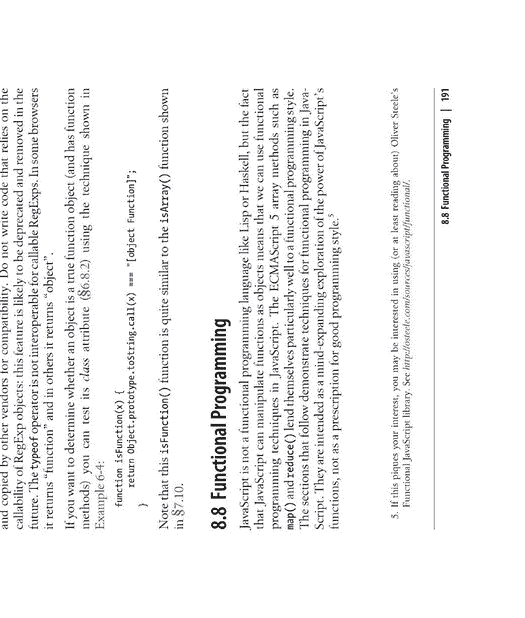 and copied by other vendors for compatibility. Do not write code that relies on the
callability of RegExp objects: this feature is likely to be deprecated and removed in the
future. The typeof operator is not interoperable for callable RegExps. In some browsers
it returns “function” and in others it returns “object”.
If you want to determine whether an object is a true function object (and has function
methods) you can test its class attribute (§6.8.2) using the technique shown in
Example 6-4:
function isFunction(x) {
return Object.prototype.toString.call(x) === "[object Function]";
}
Note that this isFunction() function is quite similar to the isArray() function shown
in §7.10.
8.8 Functional Programming
JavaScript is not a functional programming language like Lisp or Haskell, but the fact
that JavaScript can manipulate functions as objects means that we can use functional
programming techniques in JavaScript. The ECMAScript 5 array methods such as
map() and reduce() lend themselves particularly well to a functional programming style.
The sections that follow demonstrate techniques for functional programming in Java-
Script. They are intended as a mind-expanding exploration of the power of JavaScript’s
functions, not as a prescription for good programming style.5
5. If this piques your interest, you may be interested in using (or at least reading about) Oliver Steele’s
Functional JavaScript library. See http://osteele.com/sources/javascript/functional/.
8.8 Functional Programming | 191